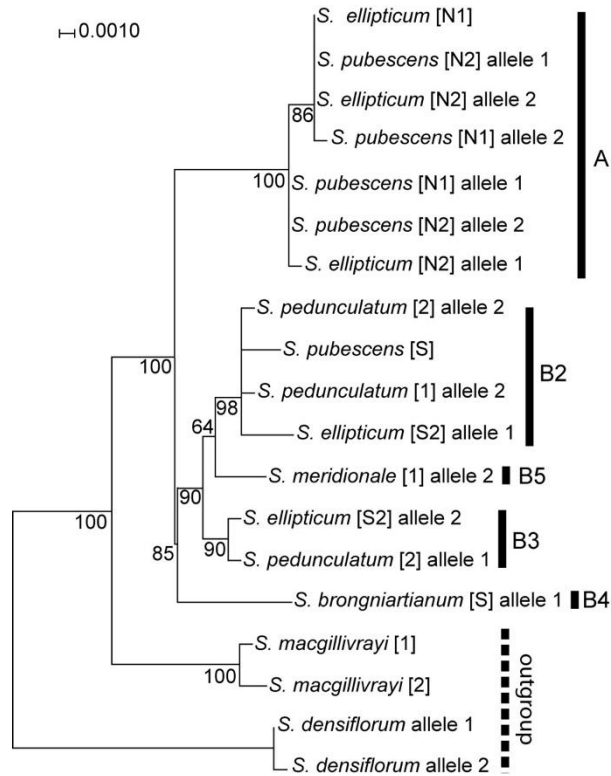 0.0010
S. ellipticum [N1]
S. pubescens [N2] allele 1
S. ellipticum [N2] allele 2
86
S. pubescens [N1] allele 2
A
100
S. pubescens [N1] allele 1
S. pubescens [N2] allele 2
S. ellipticum [N2] allele 1
S. pedunculatum [2] allele 2
S. pubescens [S]
100
B2
98
S. pedunculatum [1] allele 2
64
S. ellipticum [S2] allele 1
S. meridionale [1] allele 2
B5
90
S. ellipticum [S2] allele 2
100
B3
85
90
S. pedunculatum [2] allele 1
S. brongniartianum [S] allele 1
B4
S. macgillivrayi [1]
100
S. macgillivrayi [2]
outgroup
S. densiflorum allele 1
S. densiflorum allele 2